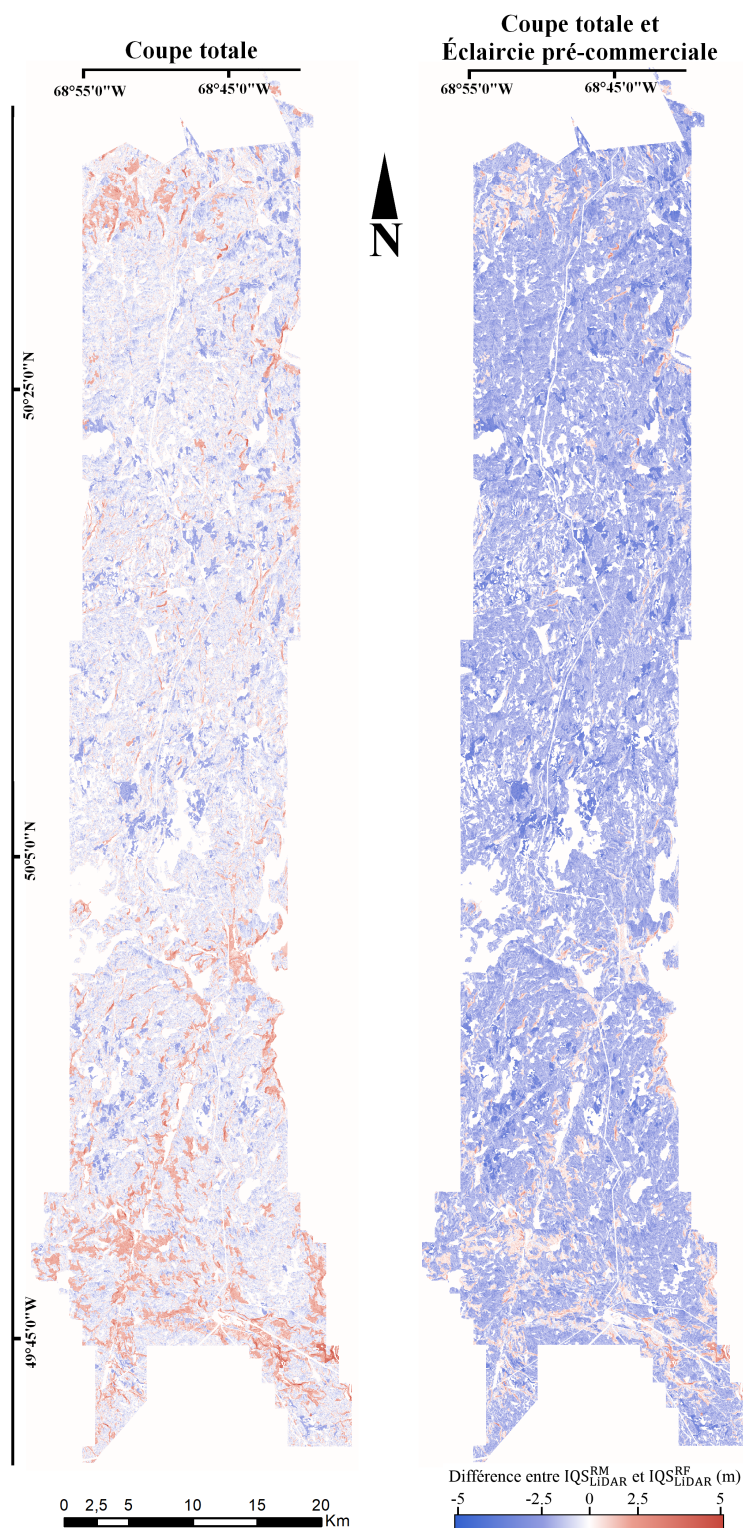 Coupe totale
Coupe totale et
Éclaircie pré-commerciale
68°55'0"W
68°45'0"W
68°55'0"W
68°45'0"W
N
50°25'0"N
50°5'0"N
49°45'0"W
0 2,5 5 10 15 20
Km
Différence entre IQS^RM_LiDAR et IQS^RF_LiDAR (m)
-5 -2,5 0 2,5 5